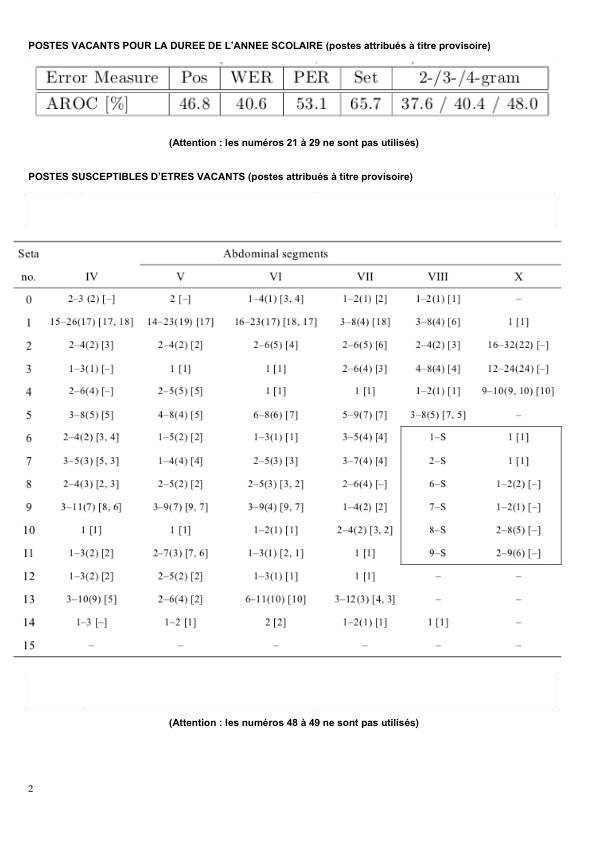 POSTES VACANTS POUR LA DUREE DE L'ANNEE SCOLAIRE (postes attribués à titre provisoire)
Error Measure Pos WER PER Set 2-/3-/4-gram
AROC [%] 46.8 40.6 53.1 65.7 37.6 / 40.4 / 48.0
(Attention : les numéros 21 à 29 ne sont pas utilisés)
POSTES SUSCEPTIBLES D'ETRES VACANTS (postes attribués à titre provisoire)
Seta Abdominal segments
no. IV V VI VII VIII X
0 2–3 (2) [–] 2 [–] 1–4(1) [3, 4] 1–2(1) [2] 1–2(1) [1] –
1 15–26(17) [17, 18] 14–23(19) [17] 16–23(17) [18, 17] 3–8(4) [18] 3–8(4) [6] 1 [1]
2 2–4(2) [3] 2–4(2) [2] 2–6(5) [4] 2–6(5) [6] 2–4(2) [3] 16–32(22) [–]
3 1–3(1) [–] 1 [1] 1 [1] 2–6(4) [3] 4–8(4) [4] 12–24(24) [–]
4 2–6(4) [–] 2–5(5) [5] 1 [1] 1 [1] 1–2(1) [1] 9–10(9, 10) [10]
5 3–8(5) [5] 4–8(4) [5] 6–8(6) [7] 5–9(7) [7] 3–8(5) [7, 5] –
6 2–4(2) [3, 4] 1–5(2) [2] 1–3(1) [1] 3–5(4) [4] 1–S 1 [1]
7 3–5(3) [5, 3] 1–4(4) [4] 2–5(3) [3] 3–7(4) [4] 2–S 1 [1]
8 2–4(3) [2, 3] 2–5(2) [2] 2–5(3) [3, 2] 2–6(4) [–] 6–S 1–2(2) [–]
9 3–11(7) [8, 6] 3–9(7) [9, 7] 3–9(4) [9, 7] 1–4(2) [2] 7–S 1–2(1) [–]
10 1 [1] 1 [1] 1–2(1) [1] 2–4(2) [3, 2] 8–S 2–8(5) [–]
11 1–3(2) [2] 2–7(3) [7, 6] 1–3(1) [2, 1] 1 [1] 9–S 2–9(6) [–]
12 1–3(2) [2] 2–5(2) [2] 1–3(1) [1] 1 [1] – –
13 3–10(9) [5] 2–6(4) [2] 6–11(10) [10] 3–12(3) [4, 3] – –
14 1–3 [–] 1–2 [1] 2 [2] 1–2(1) [1] 1 [1] –
15 – – – – – –
(Attention : les numéros 48 à 49 ne sont pas utilisés)
2